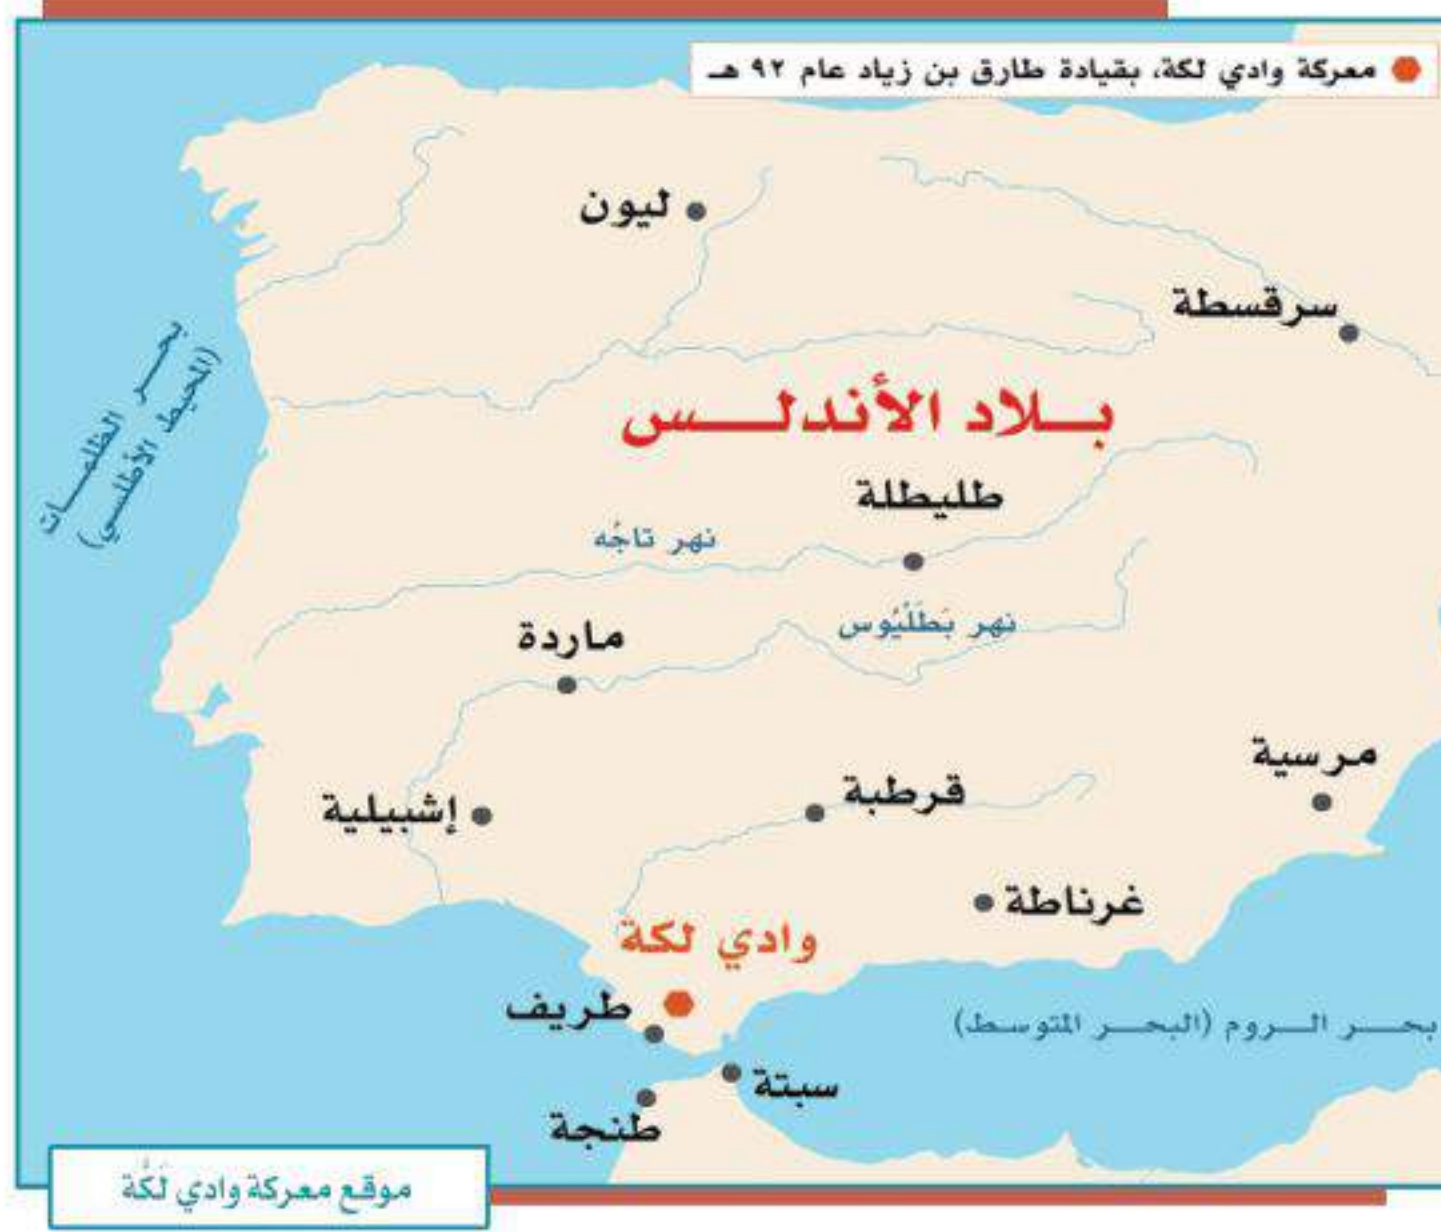 معركة وادي لكة، بقيادة طارق بن زياد عام ٩٢ هـ
ليون
سرقسطة
بحر الظلمات
(المحيط الأطلسي)
بلاد الأندلس
طليطلة
نهر تاجُه
نهر بَطَلْيُوس
ماردة
مرسية
قرطبة
إشبيلية
غرناطة
وادي لكة
طريف
بحر الروم (البحر المتوسط)
سبتة
طنجة
موقع معركة وادي لَكُّة